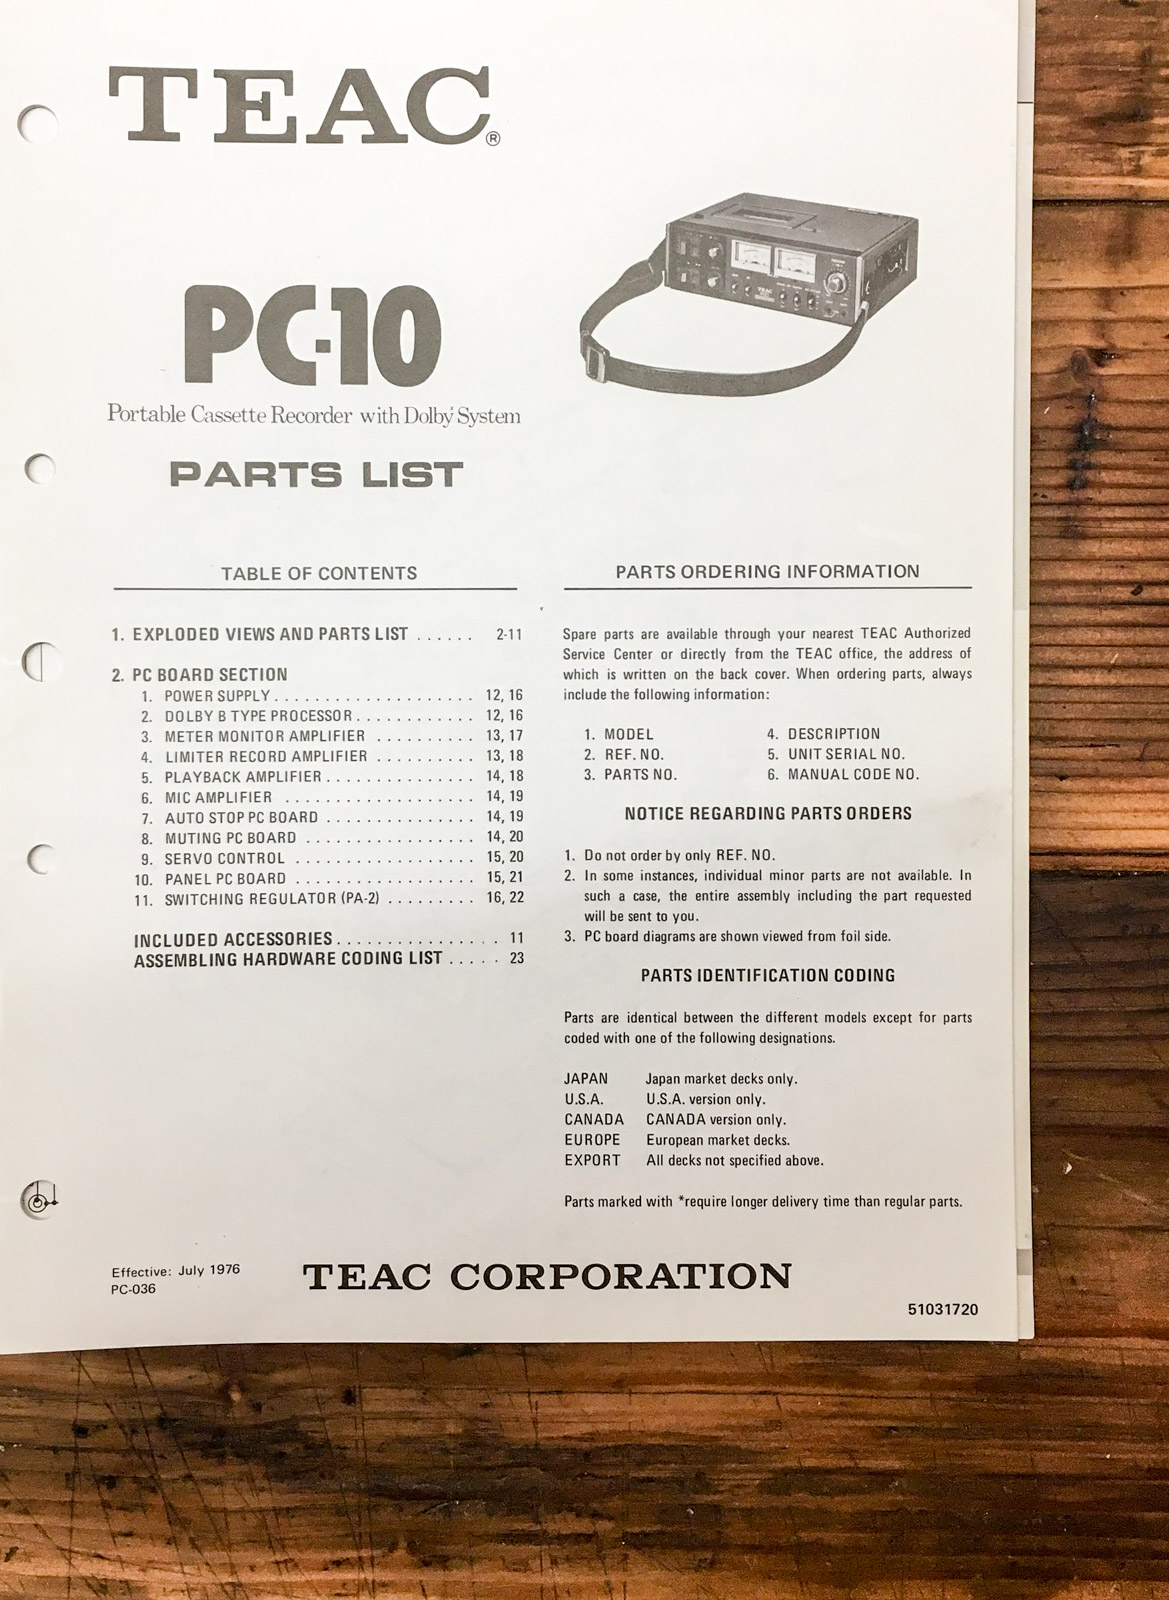 TEAC®
PC-10
Portable Cassette Recorder with Dolby System
PARTS LIST
TABLE OF CONTENTS
1. EXPLODED VIEWS AND PARTS LIST . . . . . . 2-11
2. PC BOARD SECTION
1. POWER SUPPLY . . . . . . . . . . . . . . . . . . . . 12, 16
2. DOLBY B TYPE PROCESSOR . . . . . . . . . . . . 12, 16
3. METER MONITOR AMPLIFIER . . . . . . . . . . 13, 17
4. LIMITER RECORD AMPLIFIER . . . . . . . . . . 13, 18
5. PLAYBACK AMPLIFIER . . . . . . . . . . . . . . . 14, 18
6. MIC AMPLIFIER . . . . . . . . . . . . . . . . . . . 14, 19
7. AUTO STOP PC BOARD . . . . . . . . . . . . . . . 14, 19
8. MUTING PC BOARD . . . . . . . . . . . . . . . . . 14, 20
9. SERVO CONTROL . . . . . . . . . . . . . . . . . . 15, 20
10. PANEL PC BOARD . . . . . . . . . . . . . . . . . . 15, 21
11. SWITCHING REGULATOR (PA-2) . . . . . . . . . 16, 22
INCLUDED ACCESSORIES . . . . . . . . . . . . . . . . 11
ASSEMBLING HARDWARE CODING LIST . . . . . 23
PARTS ORDERING INFORMATION
Spare parts are available through your nearest TEAC Authorized
Service Center or directly from the TEAC office, the address of
which is written on the back cover. When ordering parts, always
include the following information:
1. MODEL 4. DESCRIPTION
2. REF. NO. 5. UNIT SERIAL NO.
3. PARTS NO. 6. MANUAL CODE NO.
NOTICE REGARDING PARTS ORDERS
1. Do not order by only REF. NO.
2. In some instances, individual minor parts are not available. In
such a case, the entire assembly including the part requested
will be sent to you.
3. PC board diagrams are shown viewed from foil side.
PARTS IDENTIFICATION CODING
Parts are identical between the different models except for parts
coded with one of the following designations.
JAPAN Japan market decks only.
U.S.A. U.S.A. version only.
CANADA CANADA version only.
EUROPE European market decks.
EXPORT All decks not specified above.
Parts marked with *require longer delivery time than regular parts.
Effective: July 1976
PC-036
TEAC CORPORATION
51031720